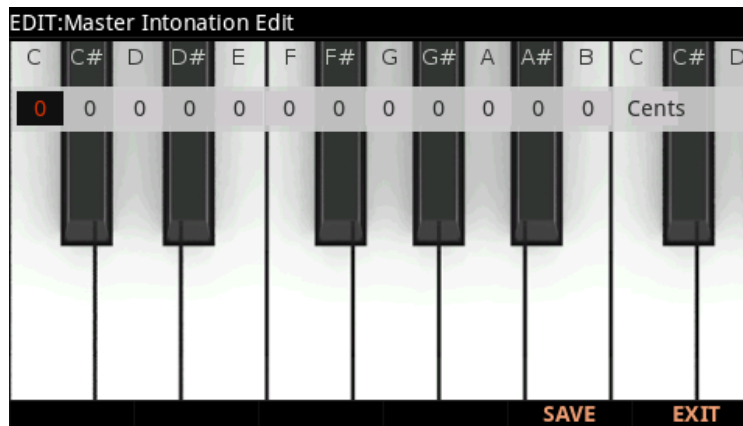 EDIT:Master Intonation Edit
C C# D D# E F F# G G# A A# B C C# D
0 0 0 0 0 0 0 0 0 0 0 0 Cents
SAVE EXIT